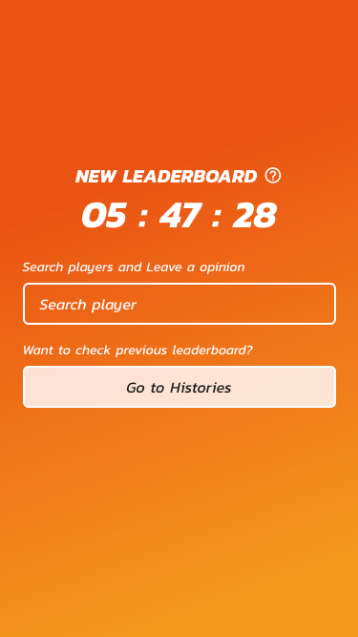 NEW LEADERBOARD
05 : 47 : 28
Search players and Leave a opinion
Search player
Want to check previous leaderboard?
Go to Histories